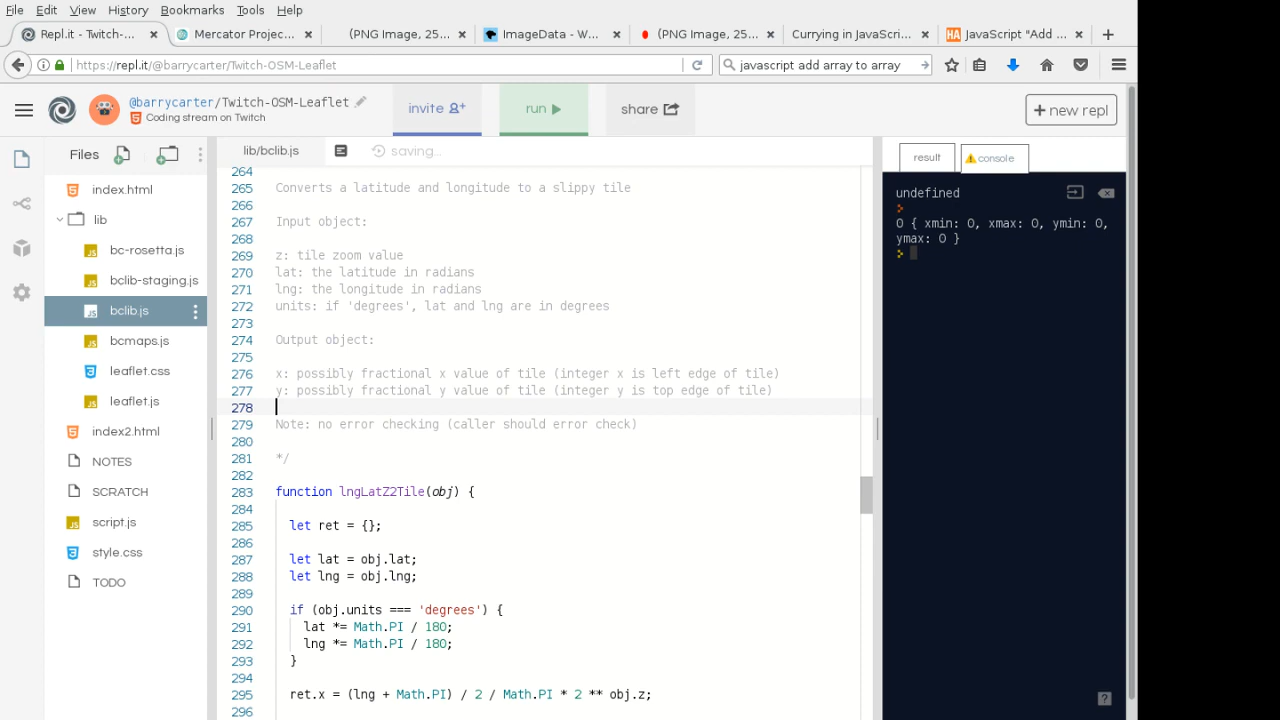 File Edit View History Bookmarks Tools Help
Repl.it - Twitch-... × Mercator Projec... × (PNG Image, 25... × ImageData - W... × (PNG Image, 25... × Currying in JavaScri... × HA JavaScript "Add ... × +
https://repl.it/@barrycarter/Twitch-OSM-Leaflet javascript add array to array
@barrycarter/Twitch-OSM-Leaflet
Coding stream on Twitch
invite run share + new repl
Files lib/bclib.js saving... result console
index.html
lib
bc-rosetta.js
bclib-staging.js
bclib.js
bcmaps.js
leaflet.css
leaflet.js
index2.html
NOTES
SCRATCH
script.js
style.css
TODO
264
265 Converts a latitude and longitude to a slippy tile
266
267 Input object:
268
269 z: tile zoom value
270 lat: the latitude in radians
271 lng: the longitude in radians
272 units: if 'degrees', lat and lng are in degrees
273
274 Output object:
275
276 x: possibly fractional x value of tile (integer x is left edge of tile)
277 y: possibly fractional y value of tile (integer y is top edge of tile)
278
279 Note: no error checking (caller should error check)
280
281 */
282
283 function lngLatZ2Tile(obj) {
284
285 let ret = {};
286
287 let lat = obj.lat;
288 let lng = obj.lng;
289
290 if (obj.units === 'degrees') {
291 lat *= Math.PI / 180;
292 lng *= Math.PI / 180;
293 }
294
295 ret.x = (lng + Math.PI) / 2 / Math.PI * 2 ** obj.z;
296
undefined
>
0 { xmin: 0, xmax: 0, ymin: 0,
ymax: 0 }
>
?